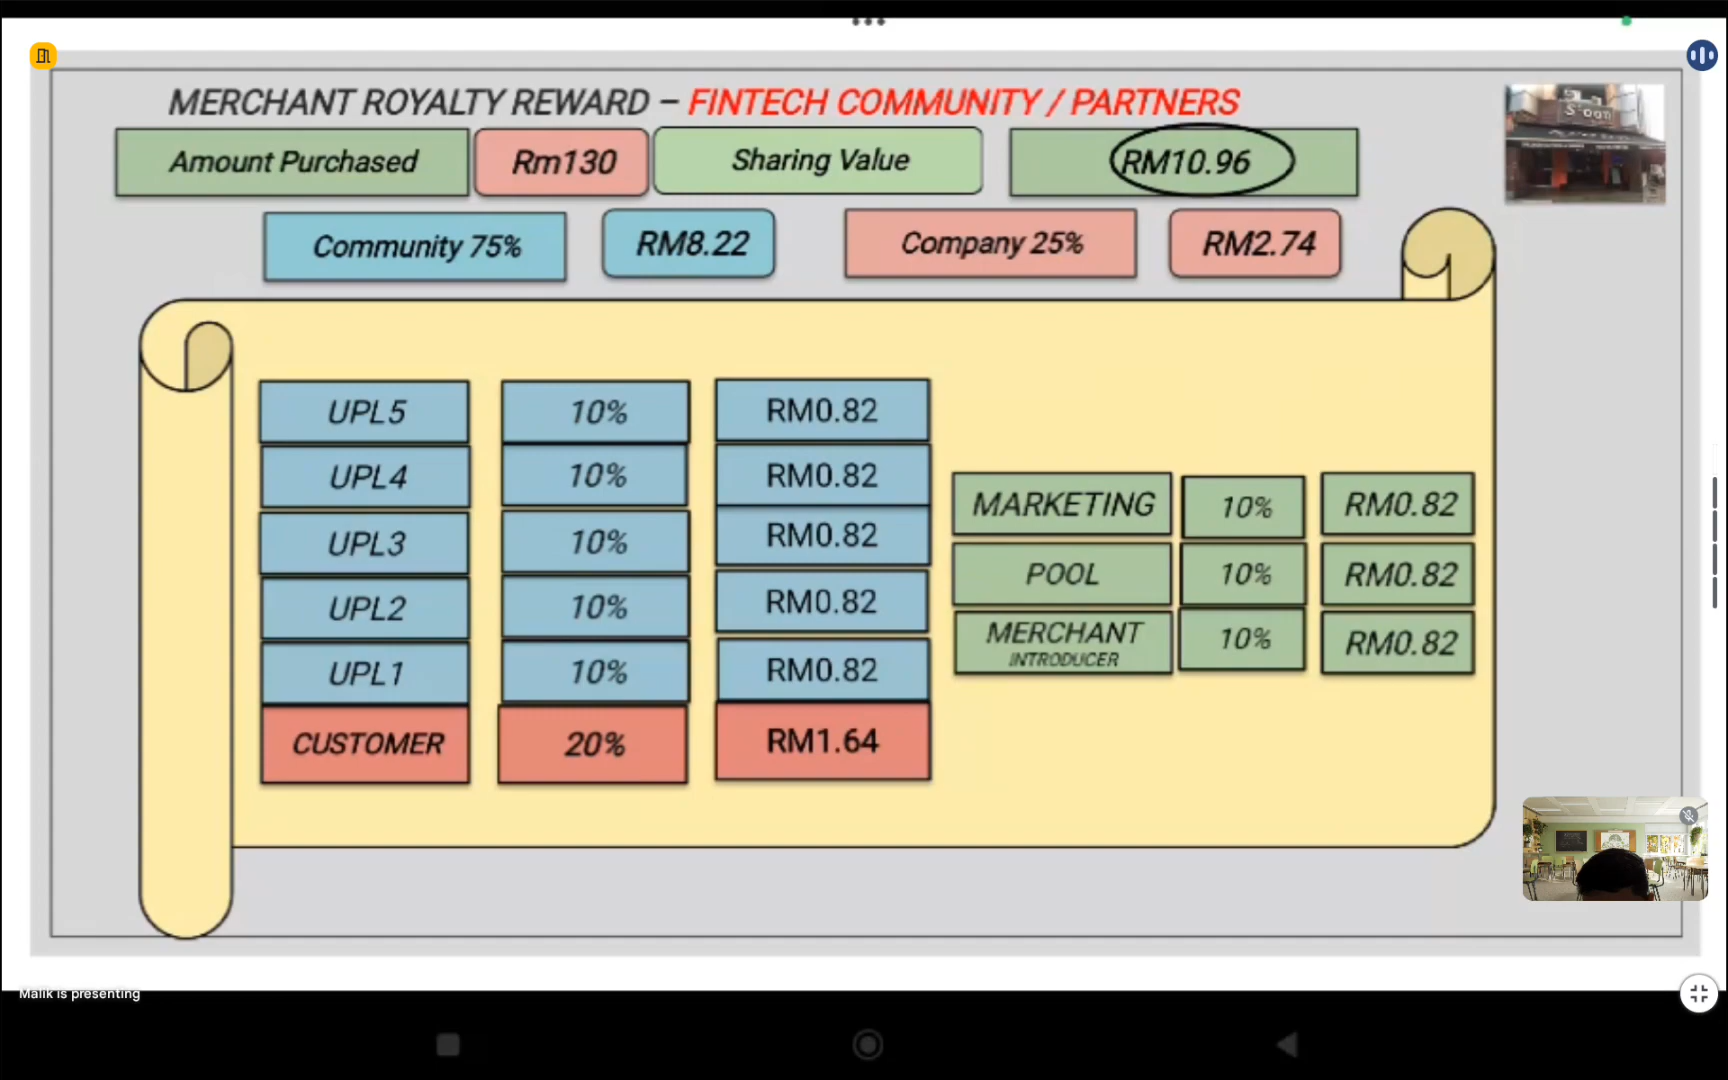 MERCHANT ROYALTY REWARD – FINTECH COMMUNITY / PARTNERS
Amount Purchased Rm130 Sharing Value RM10.96
Community 75% RM8.22 Company 25% RM2.74
UPL5 10% RM0.82
UPL4 10% RM0.82
UPL3 10% RM0.82
UPL2 10% RM0.82
UPL1 10% RM0.82
CUSTOMER 20% RM1.64
MARKETING 10% RM0.82
POOL 10% RM0.82
MERCHANT 10% RM0.82
INTRODUCER
Malik is presenting